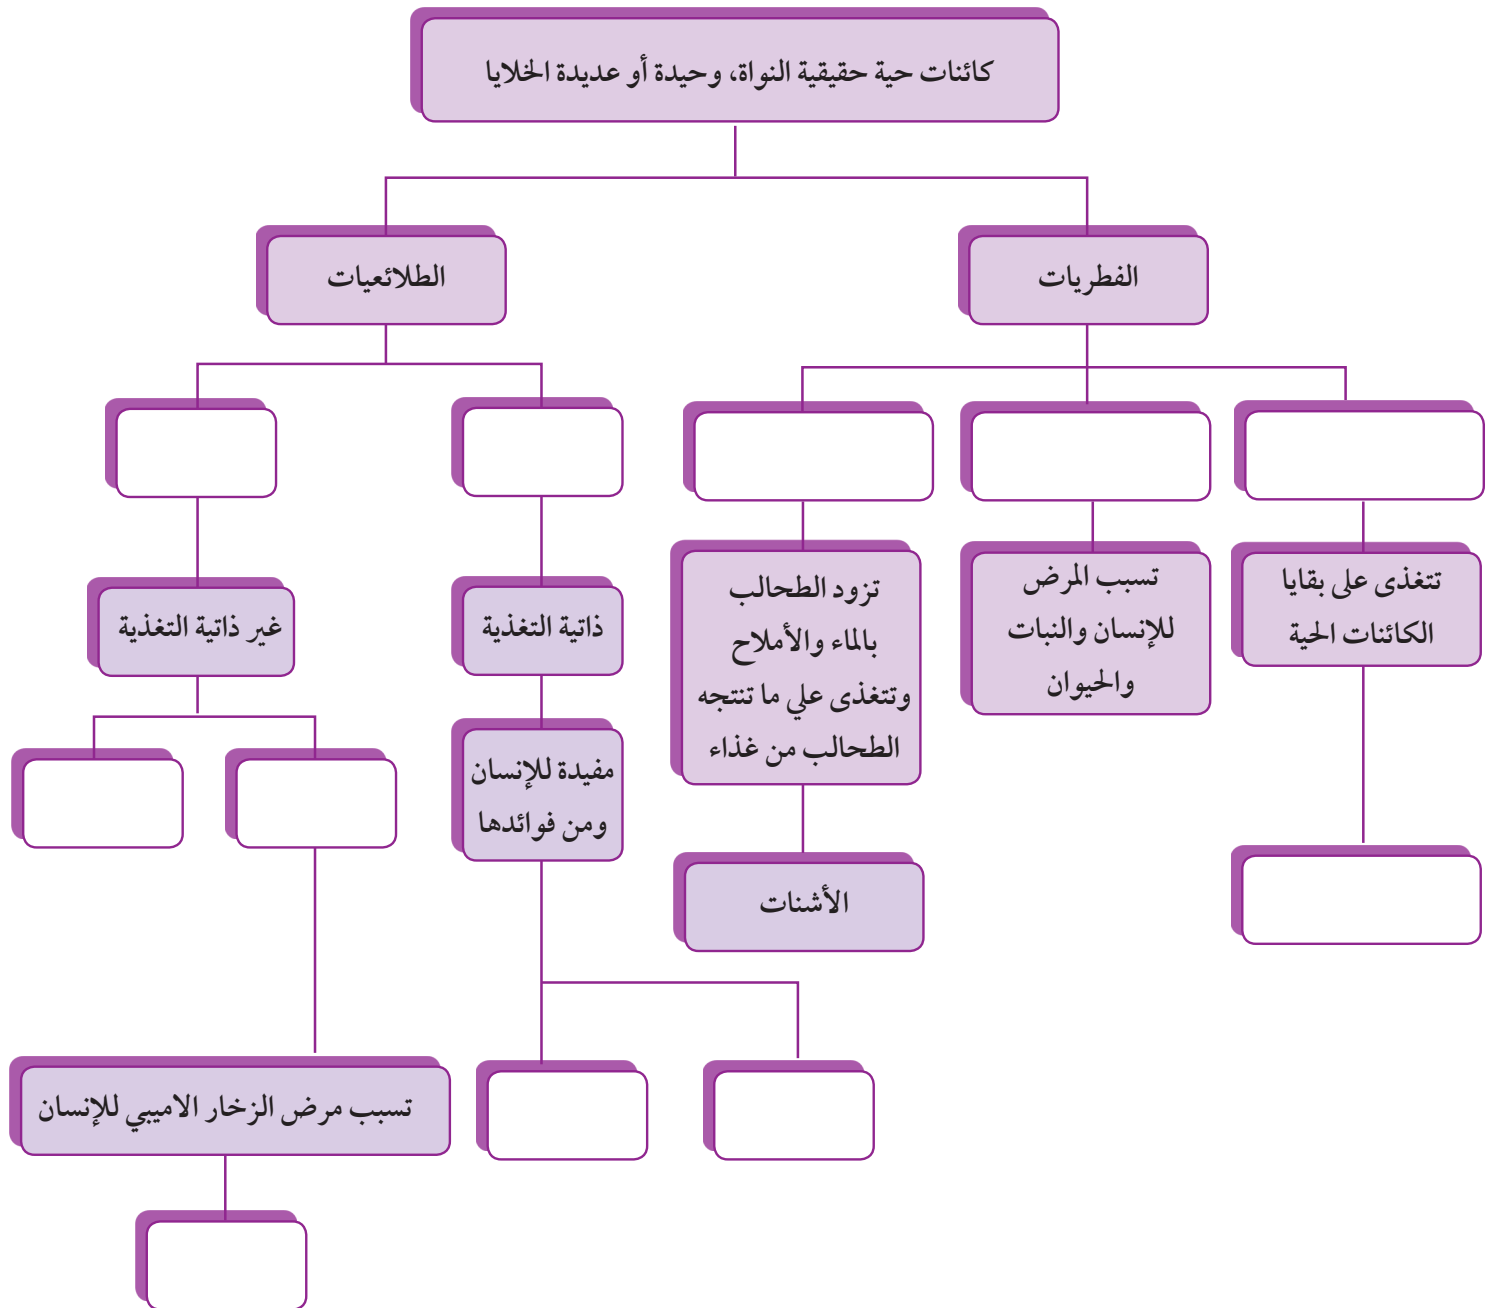 كائنات حية حقيقية النواة، وحيدة أو عديدة الخلايا
الفطريات
الطلائعيات
تتغذى على بقايا
الكائنات الحية
تسبب المرض
للإنسان والنبات
والحيوان
تزود الطحالب
بالماء والأملاح
وتتغذى علي ما تنتجه
الطحالب من غذاء
الأشنات
ذاتية التغذية
مفيدة للإنسان
ومن فوائدها
غير ذاتية التغذية
تسبب مرض الزخار الاميبي للإنسان